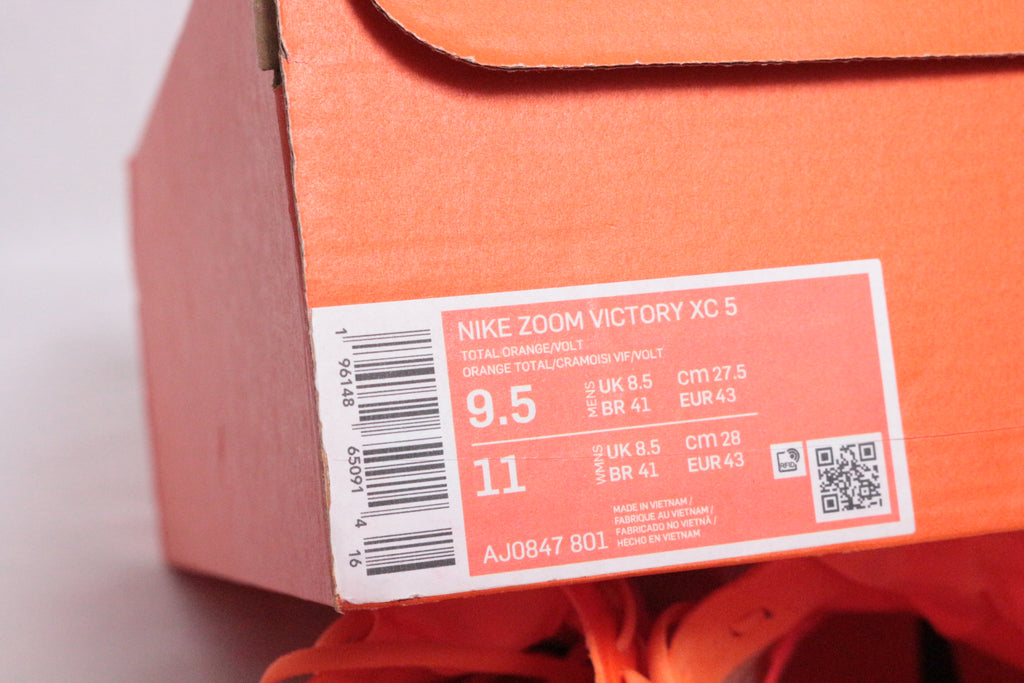 1 96148 65091 4 16
NIKE ZOOM VICTORY XC 5
TOTAL ORANGE/VOLT
ORANGE TOTAL/CRAMOISI VIF/VOLT
9.5 MENS UK 8.5 cm 27.5
BR 41 EUR 43
11 WMNS UK 8.5 cm 28
BR 41 EUR 43
RFID
AJ0847 801
MADE IN VIETNAM /
FABRIQUE AU VIETNAM /
FABRICADO NO VIETNÃ /
HECHO EN VIETNAM